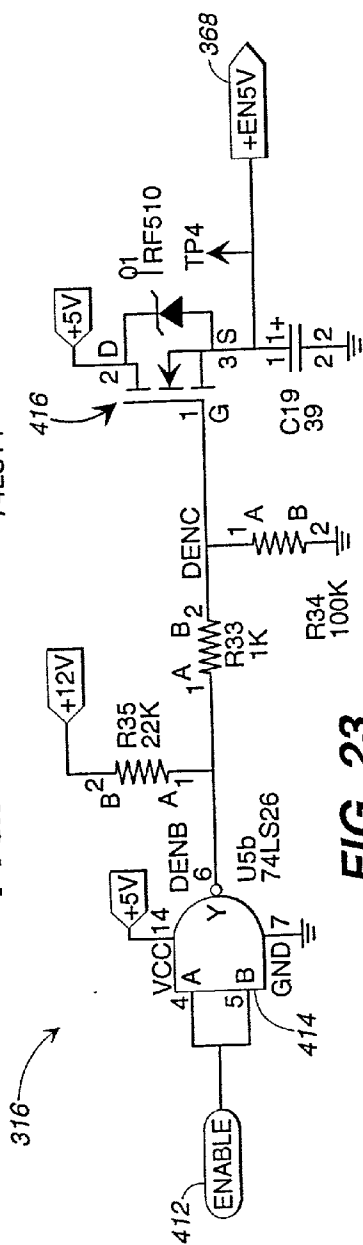 316
412
ENABLE
4
A
5
B
414
VCC
14
+5V
Y
GND
7
DENB
6
U5b
74LS26
+12V
2
B
R35
22K
A
1
1
A
B
2
R33
1K
DENC
1
A
B
2
R34
100K
416
+5V
2
D
1
G
3
S
Q1
IRF510
TP4
1
1+
C19
39
2
2
+EN5V
368
FIG. 23